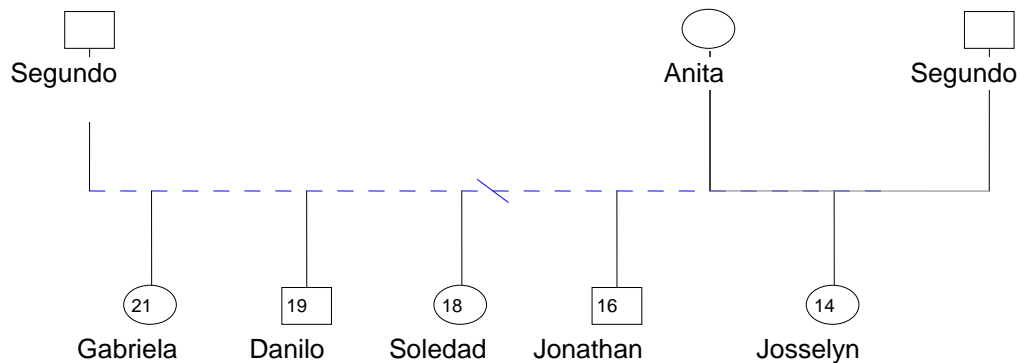 Segundo Anita Segundo
21 19 18 16 14
Gabriela Danilo Soledad Jonathan Josselyn